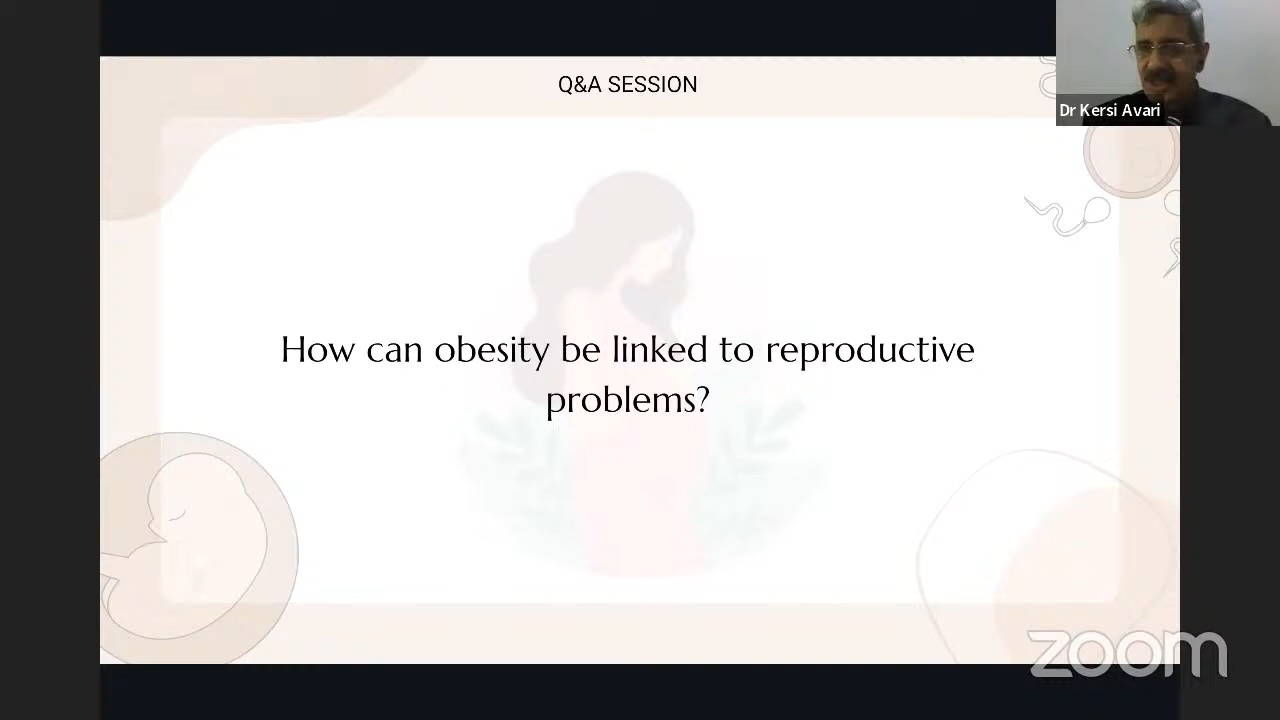 Q&A SESSION
Dr Kersi Avari
How can obesity be linked to reproductive
problems?
zoom